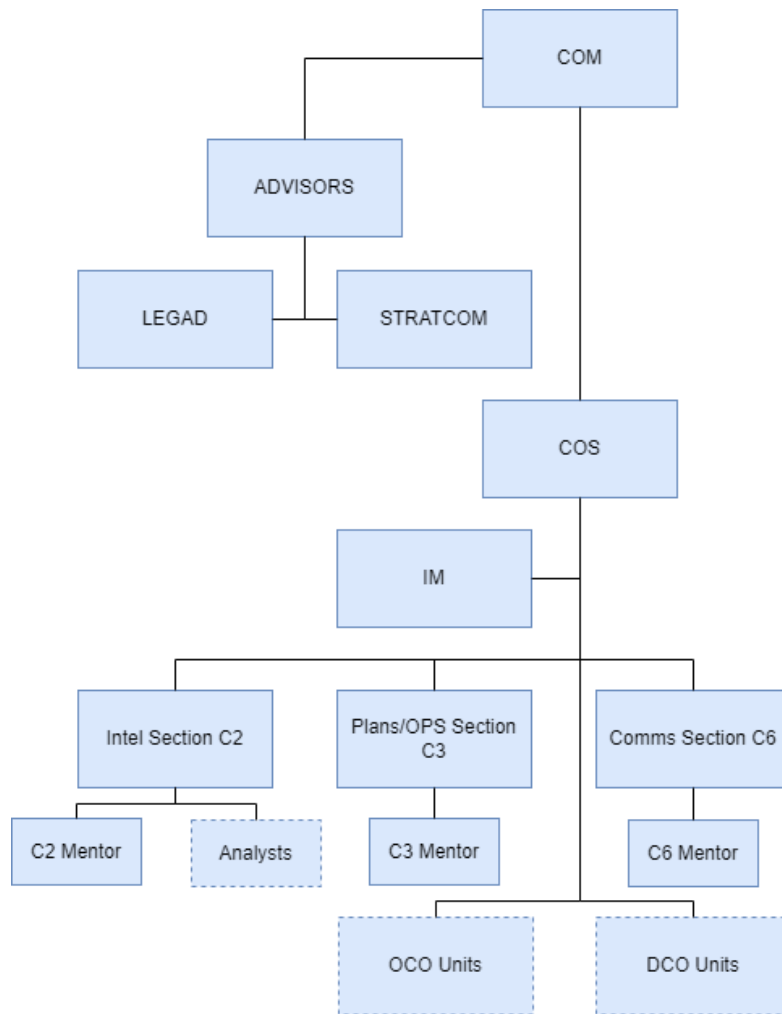 COM
ADVISORS
LEGAD
STRATCOM
COS
IM
Intel Section C2
Plans/OPS Section
C3
Comms Section C6
C2 Mentor
Analysts
C3 Mentor
C6 Mentor
OCO Units
DCO Units